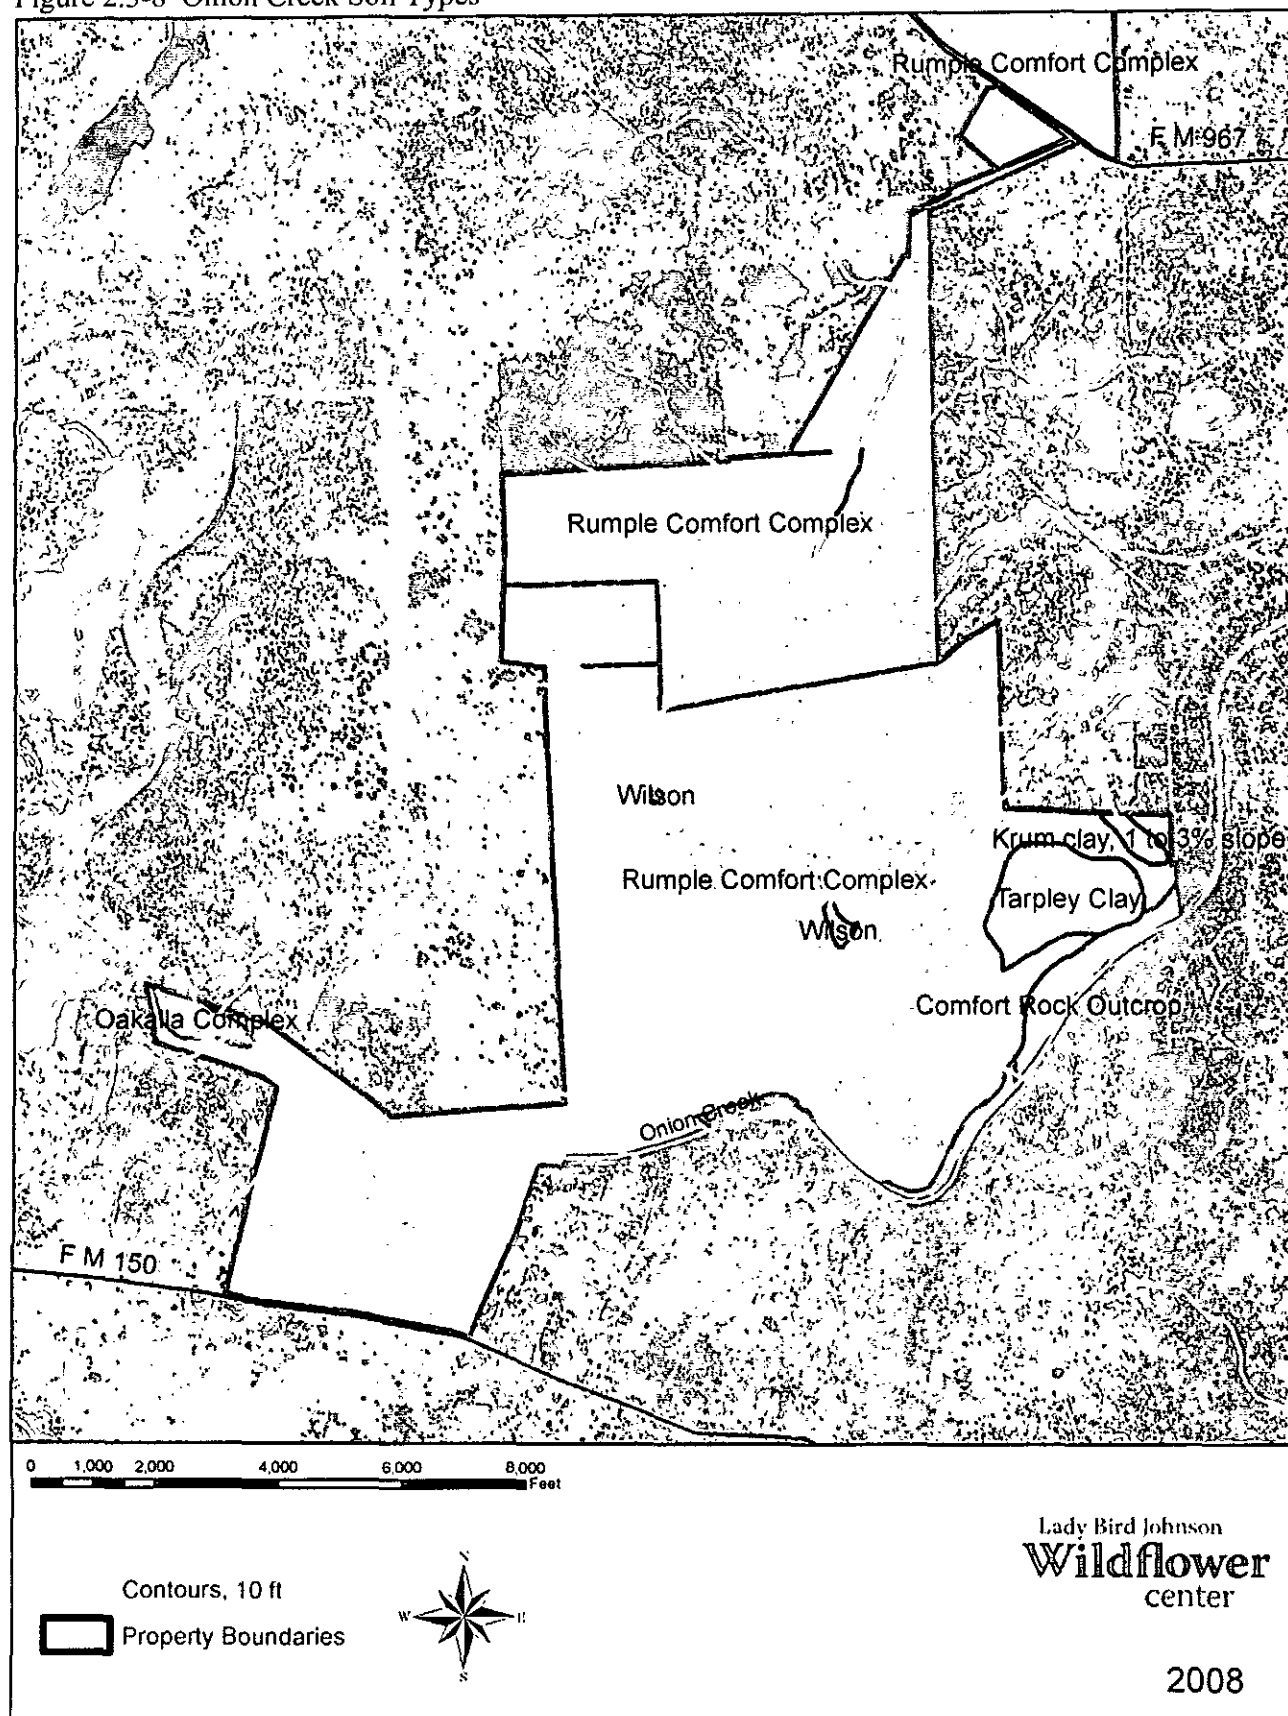 Figure 2.3-8 Onion Creek Soil Types
Rumple Comfort Complex
F M 967
Rumple Comfort Complex
Wilson
Krum clay, 1 to 3% slope
Rumple Comfort Complex
Tarpley Clay
Wilson
Comfort Rock Outcrop
Oakalla Complex
Onion Creek
F M 150
0 1,000 2,000 4,000 6,000 8,000
Feet
Lady Bird Johnson
Wildflower
center
N
Contours, 10 ft
W E
Property Boundaries
S
2008